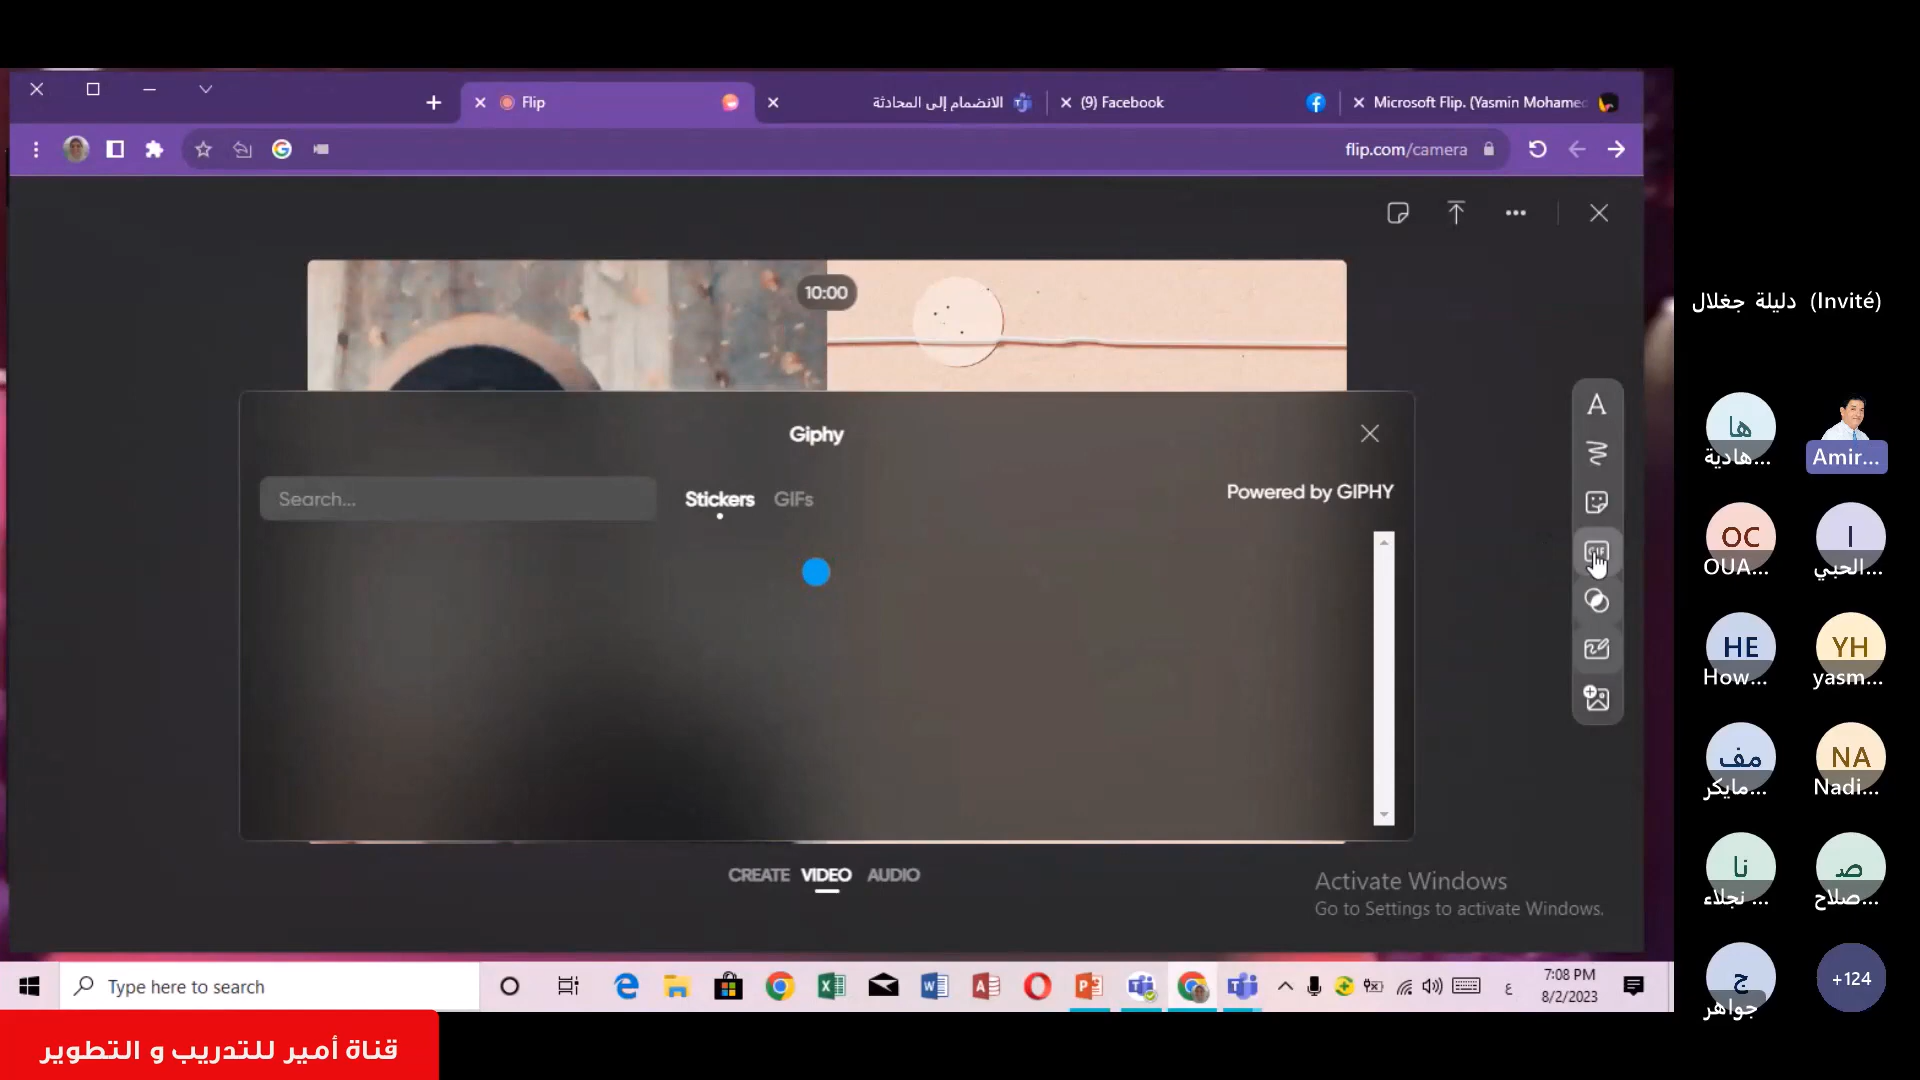 Flip
الانضمام إلى المحادثة
(9) Facebook
Microsoft Flip. (Yasmin Mohamed
flip.com/camera
10:00
Giphy
Search...
Stickers
GIFs
Powered by GIPHY
A
GIF
CREATE VIDEO AUDIO
Activate Windows
Go to Settings to activate Windows.
دليلة جغلال (Invité)
ها
هادية...
Amir...
OC
OUA...
ا
الحبي...
HE
How...
YH
yasm...
مف
مايكر...
NA
Nadi...
نا
نجلاء ...
ص
صلاح...
ج
جواهر
+124
Type here to search
ع
7:08 PM
8/2/2023
قناة أمير للتدريب و التطوير